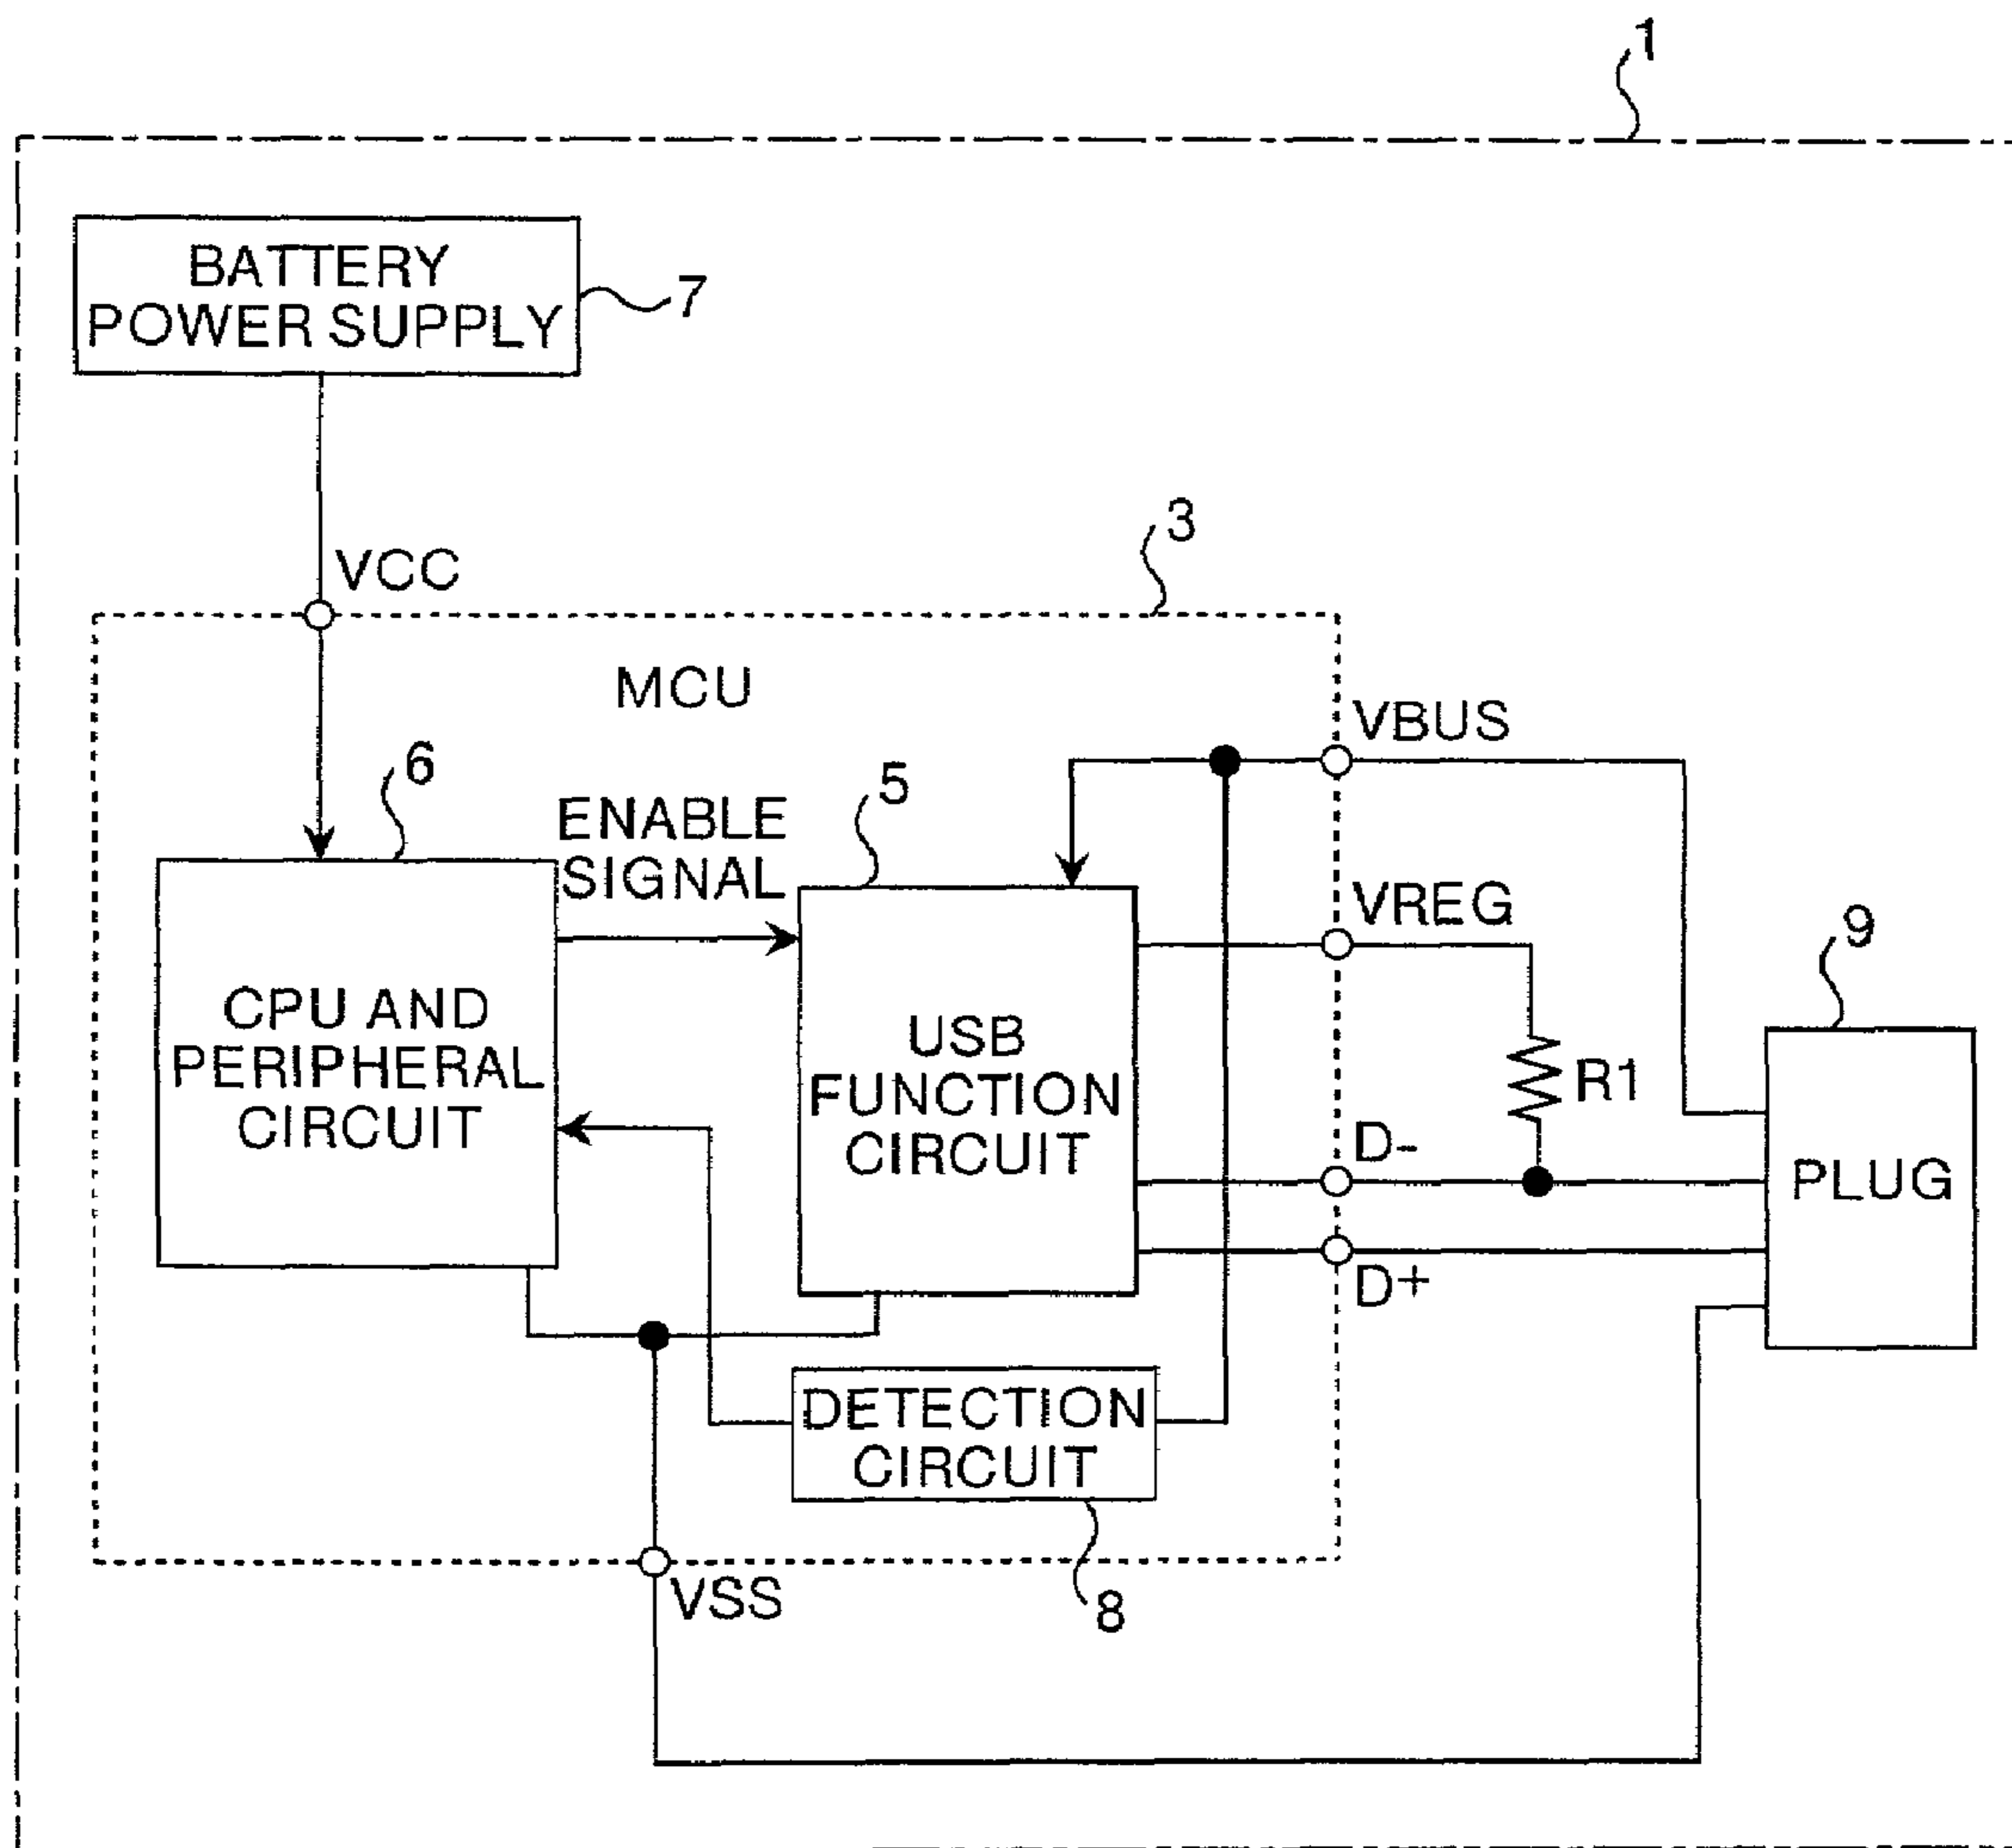 1
BATTERY
POWER SUPPLY
7
VCC
3
MCU
VBUS
6
5
ENABLE
SIGNAL
VREG
9
CPU AND
PERIPHERAL
CIRCUIT
USB
FUNCTION
CIRCUIT
R1
D-
PLUG
D+
DETECTION
CIRCUIT
VSS
8